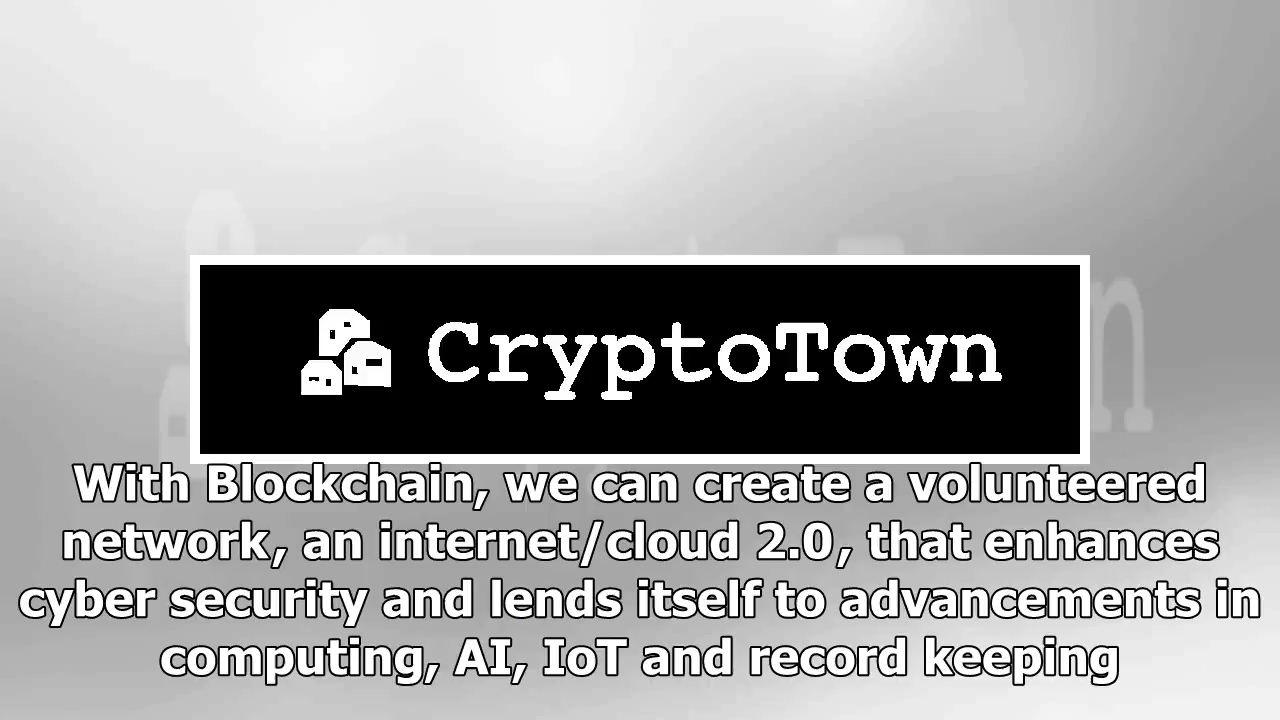 CryptoTown
With Blockchain, we can create a volunteered
network, an internet/cloud 2.0, that enhances
cyber security and lends itself to advancements in
computing, AI, IoT and record keeping